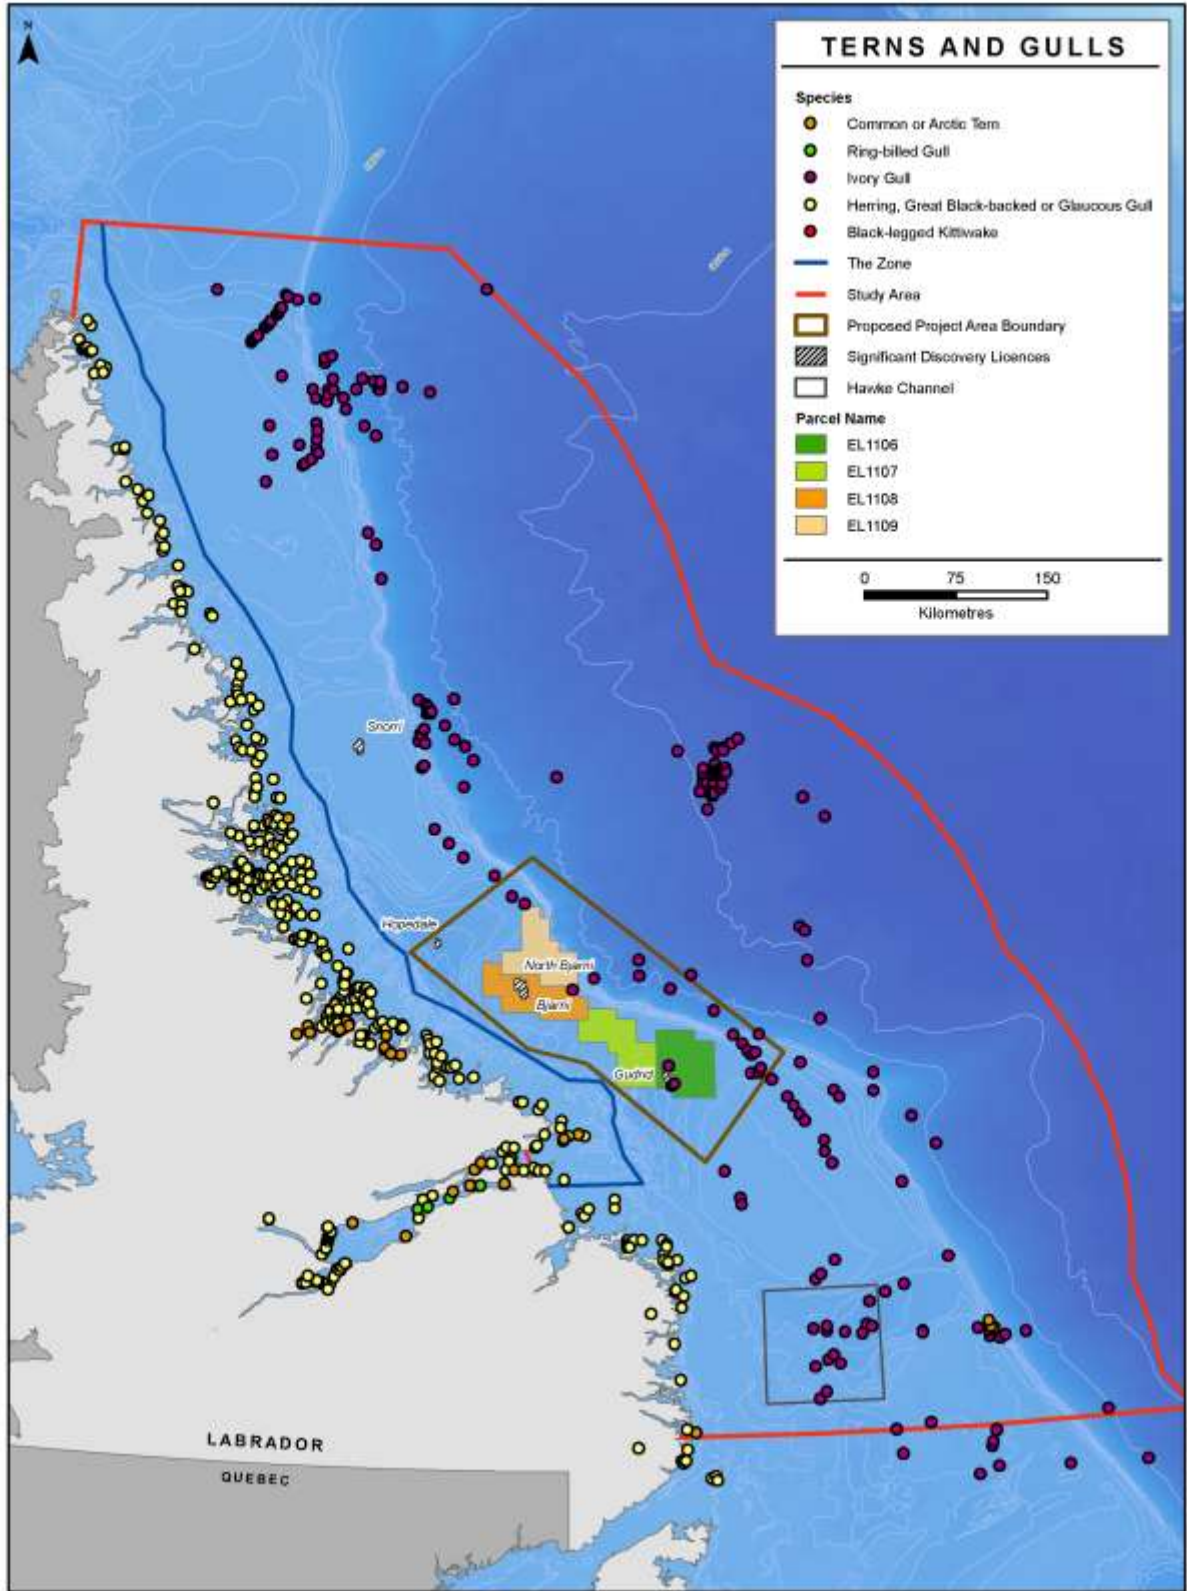 N
TERNS AND GULLS
Species
Common or Arctic Tern
Ring-billed Gull
Ivory Gull
Herring, Great Black-backed or Glaucous Gull
Black-legged Kittiwake
The Zone
Study Area
Proposed Project Area Boundary
Significant Discovery Licences
Hawke Channel
Parcel Name
EL1106
EL1107
EL1108
EL1109
0 75 150
Kilometres
Snorri
Hopedale
North Bjarni
Bjarni
Gudrid
LABRADOR
QUEBEC